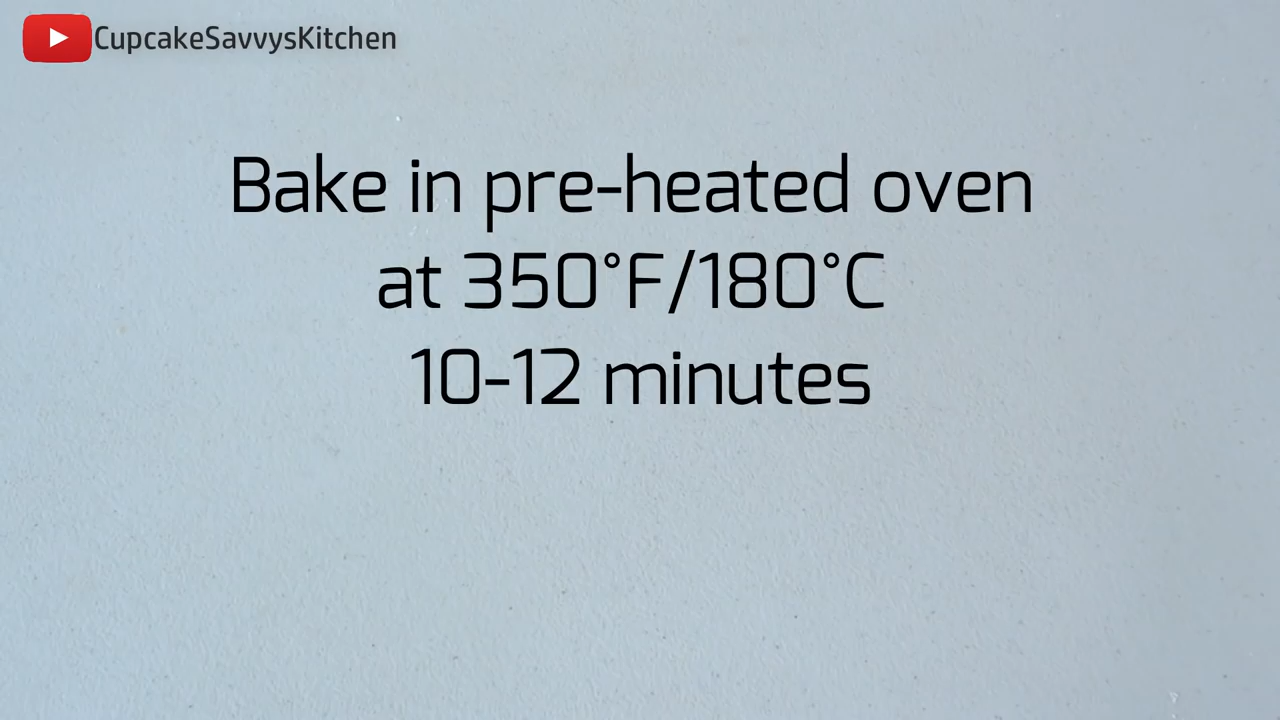 CupcakeSavvysKitchen
Bake in pre-heated oven
at 350°F/180°C
10-12 minutes